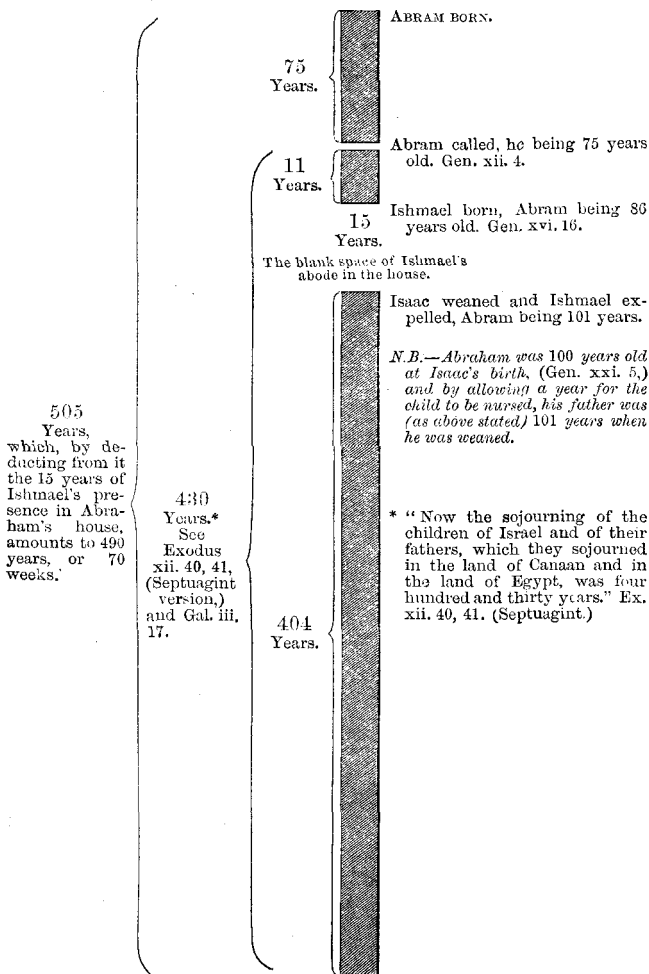 ABRAM BORN.
75
Years.
Abram called, he being 75 years
old. Gen. xii. 4.
11
Years.
Ishmael born, Abram being 86
years old. Gen. xvi. 16.
15
Years.
The blank space of Ishmael's
abode in the house.
Isaac weaned and Ishmael ex-
pelled, Abram being 101 years.
N.B.—Abraham was 100 years old
at Isaac's birth, (Gen. xxi. 5,)
and by allowing a year for the
child to be nursed, his father was
(as above stated) 101 years when
he was weaned.
505
Years,
which, by de-
ducting from it
the 15 years of
Ishmael's pre-
sence in Abra-
ham's house,
amounts to 490
years, or 70
weeks.
430
Years.*
See
Exodus
xii. 40, 41,
(Septuagint
version,)
and Gal. iii.
17.
404
Years.
* "Now the sojourning of the
children of Israel and of their
fathers, which they sojourned
in the land of Canaan and in
the land of Egypt, was four
hundred and thirty years." Ex.
xii. 40, 41. (Septuagint.)